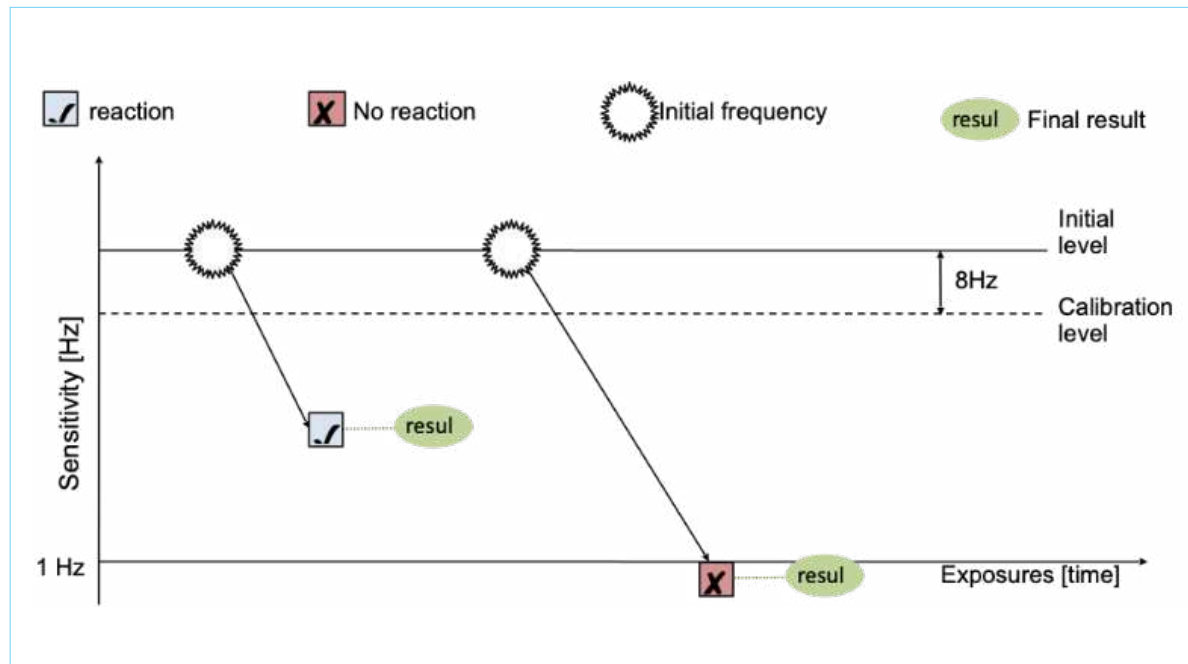 reaction
No reaction
Initial frequency
resul
Final result
Initial
level
8Hz
Calibration
level
Sensitivity [Hz]
resul
1 Hz
resul
Exposures [time]